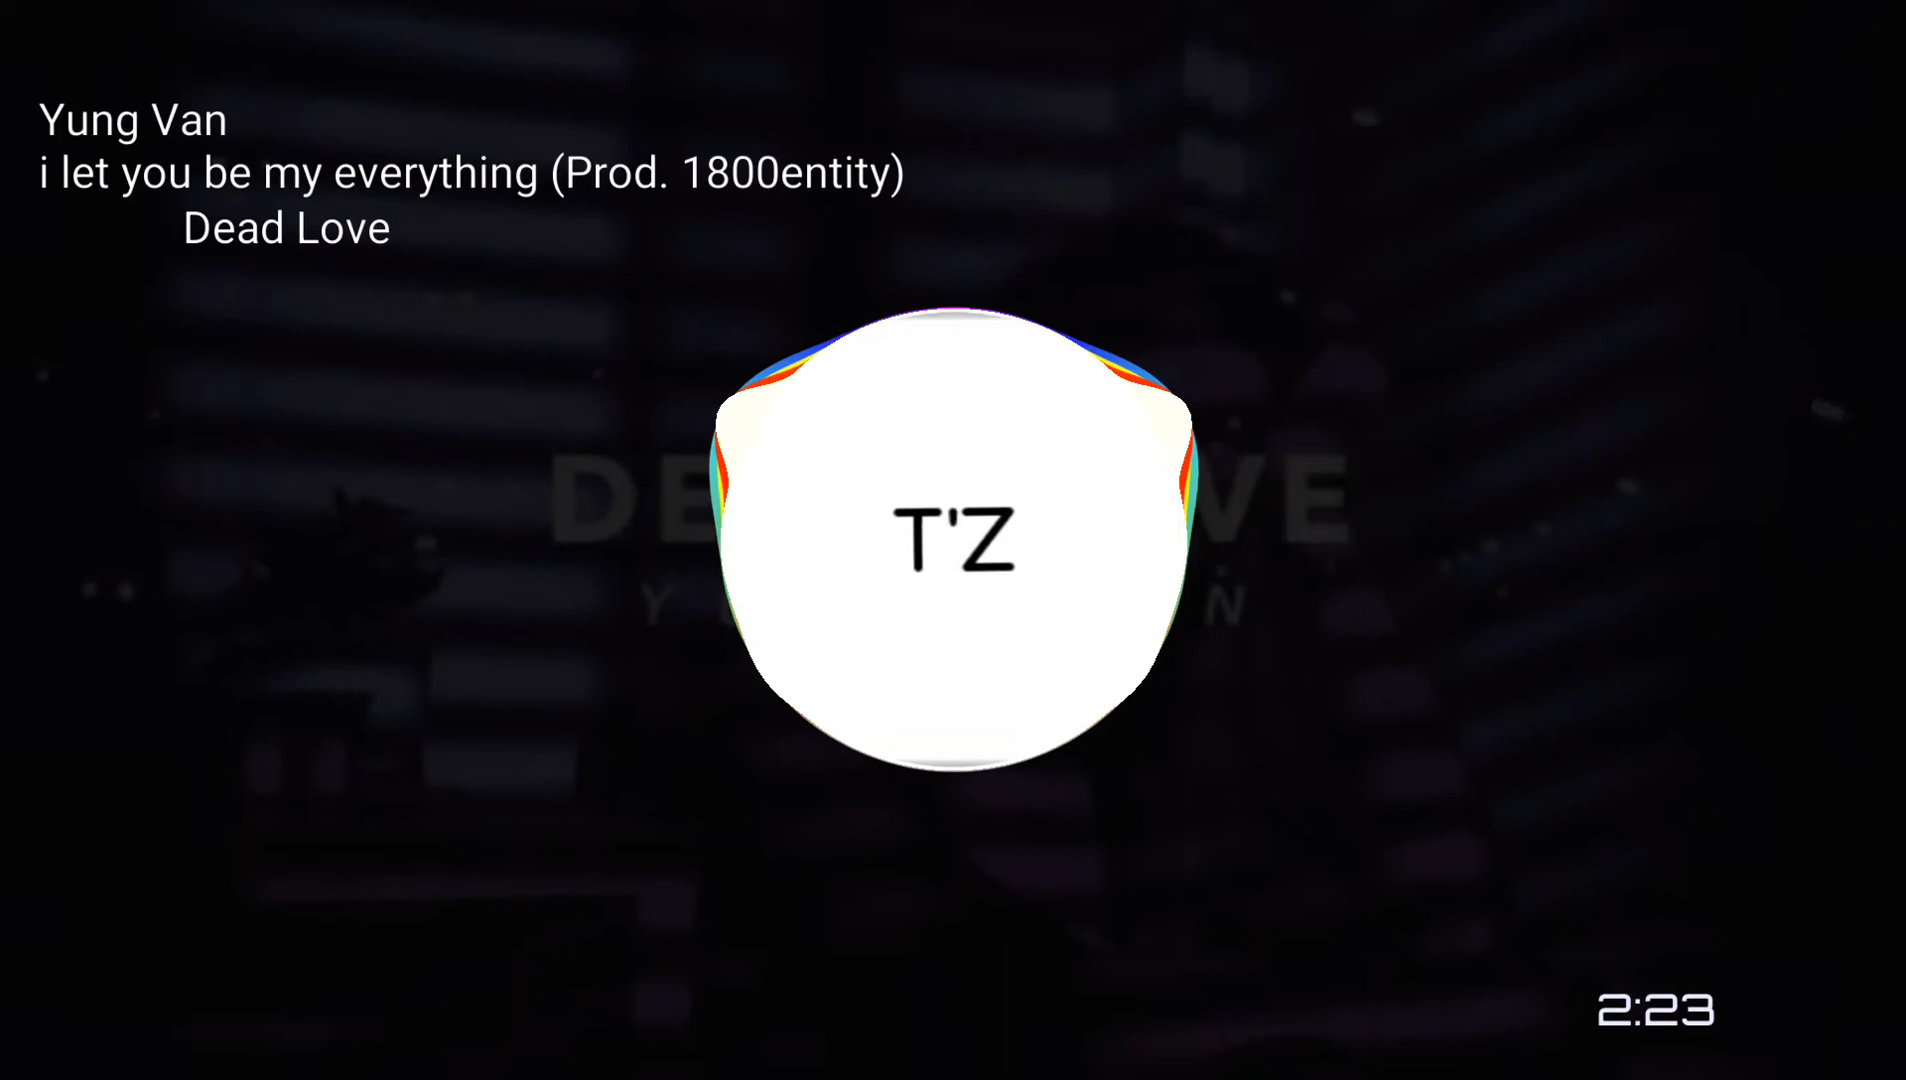 Yung Van
i let you be my everything (Prod. 1800entity)
Dead Love
T'Z
2:23